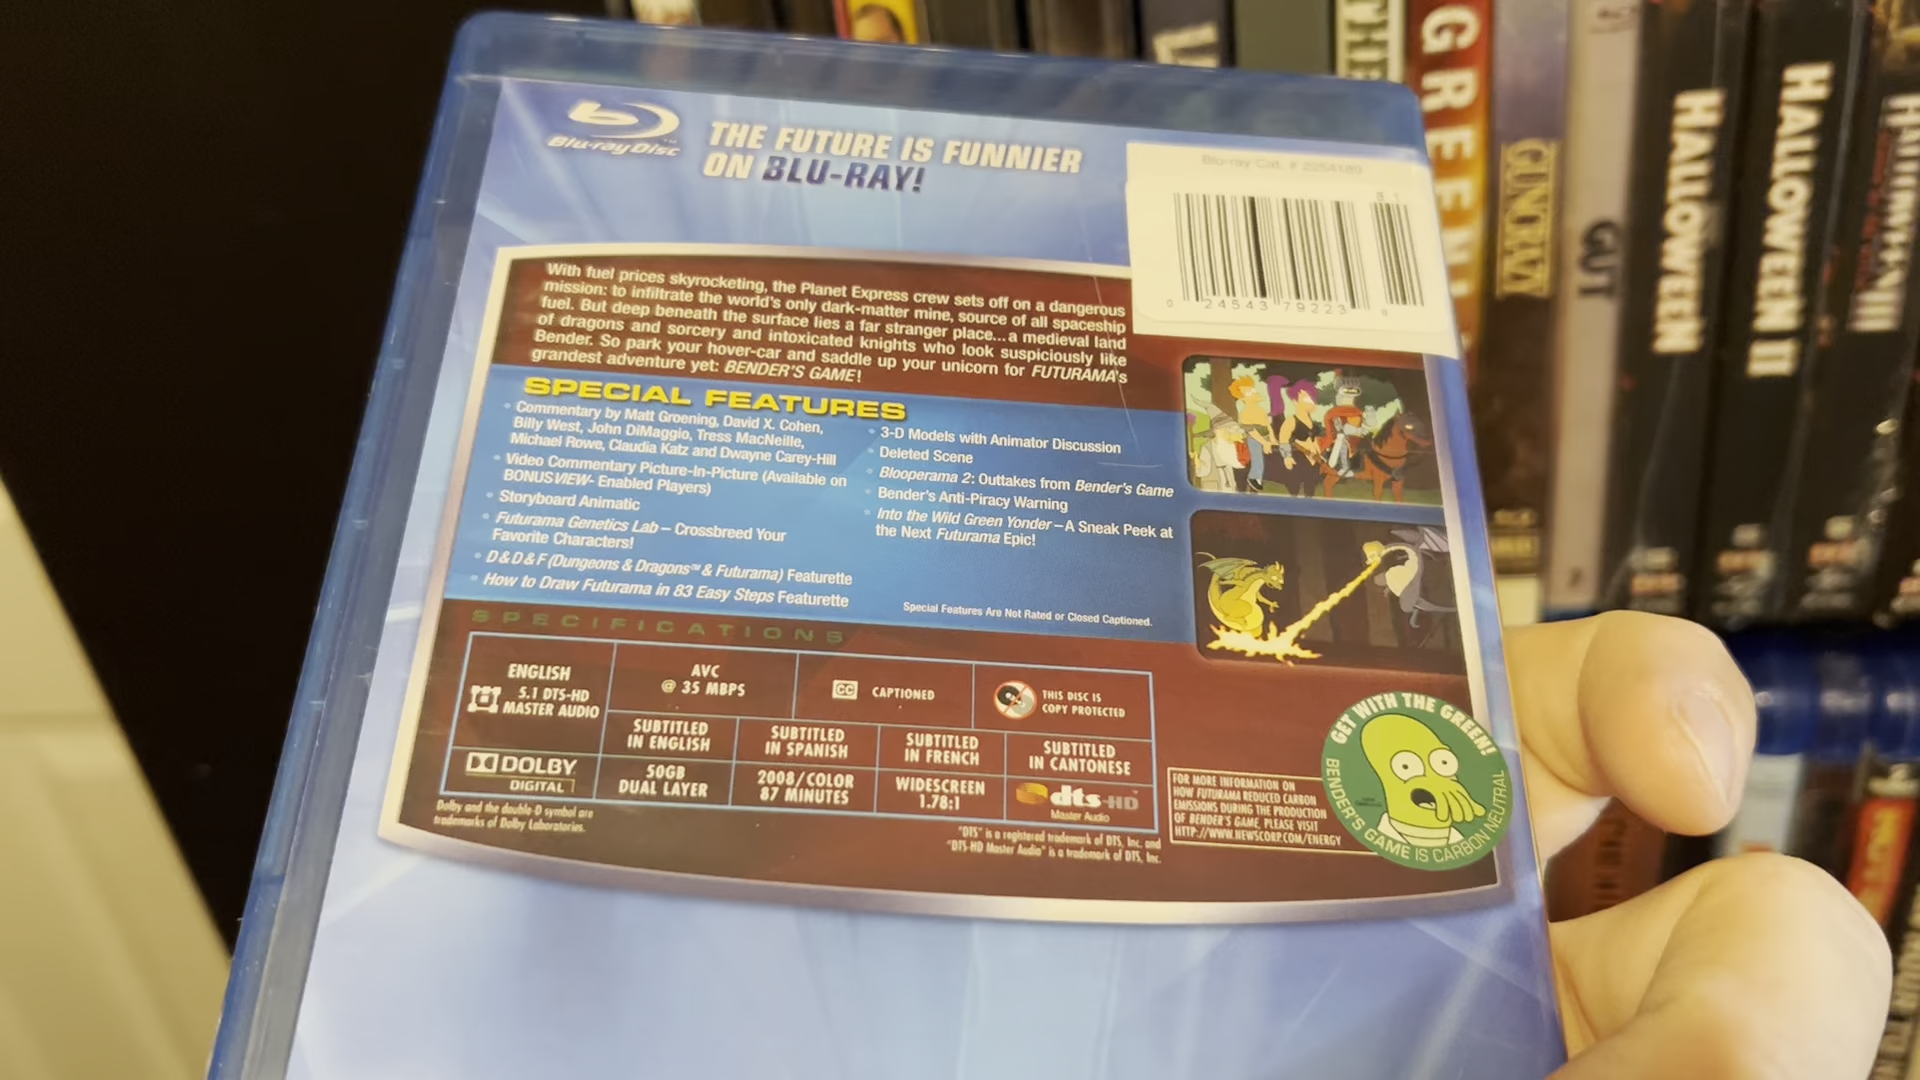 Blu-ray Disc
THE FUTURE IS FUNNIER
ON BLU-RAY!
Blu-ray Cat. # 2254189
0 24543 79223
With fuel prices skyrocketing, the Planet Express crew sets off on a dangerous
mission: to infiltrate the world's only dark-matter mine, source of all spaceship
fuel. But deep beneath the surface lies a far stranger place...a medieval land
of dragons and sorcery and intoxicated knights who look suspiciously like
Bender. So park your hover-car and saddle up your unicorn for FUTURAMA's
grandest adventure yet: BENDER'S GAME!
SPECIAL FEATURES
Commentary by Matt Groening, David X. Cohen,
Billy West, John DiMaggio, Tress MacNeille,
Michael Rowe, Claudia Katz and Dwayne Carey-Hill
Video Commentary Picture-In-Picture (Available on
BONUSVIEW- Enabled Players)
Storyboard Animatic
Futurama Genetics Lab – Crossbreed Your
Favorite Characters!
D&D&F (Dungeons & Dragons™ & Futurama) Featurette
How to Draw Futurama in 83 Easy Steps Featurette
3-D Models with Animator Discussion
Deleted Scene
Blooperama 2: Outtakes from Bender's Game
Bender's Anti-Piracy Warning
Into the Wild Green Yonder – A Sneak Peek at
the Next Futurama Epic!
Special Features Are Not Rated or Closed Captioned.
SPECIFICATIONS
ENGLISH
5.1 DTS-HD
MASTER AUDIO
AVC
@ 35 MBPS
CC CAPTIONED
THIS DISC IS
COPY PROTECTED
SUBTITLED
IN ENGLISH
SUBTITLED
IN SPANISH
SUBTITLED
IN FRENCH
SUBTITLED
IN CANTONESE
DOLBY
DIGITAL
50GB
DUAL LAYER
2008/COLOR
87 MINUTES
WIDESCREEN
1.78:1
dts-HD
Master Audio
Dolby and the double-D symbol are
trademarks of Dolby Laboratories.
"DTS" is a registered trademark of DTS, Inc. and
"DTS-HD Master Audio" is a trademark of DTS, Inc.
FOR MORE INFORMATION ON
HOW FUTURAMA REDUCED CARBON
EMISSIONS DURING THE PRODUCTION
OF BENDER'S GAME, PLEASE VISIT
HTTP://WWW.NEWSCORP.COM/ENERGY
GET WITH THE GREEN!
BENDER'S GAME IS CARBON NEUTRAL
THE
GREEN
GUNCRAZY
GUT
HALLOWEEN
HALLOWEEN II